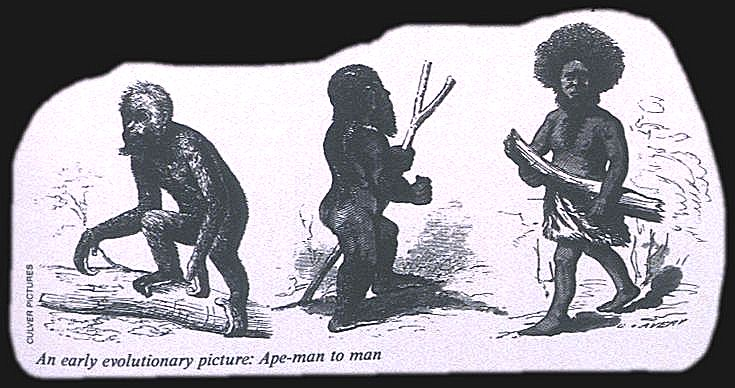 CULVER PICTURES
An early evolutionary picture: Ape-man to man